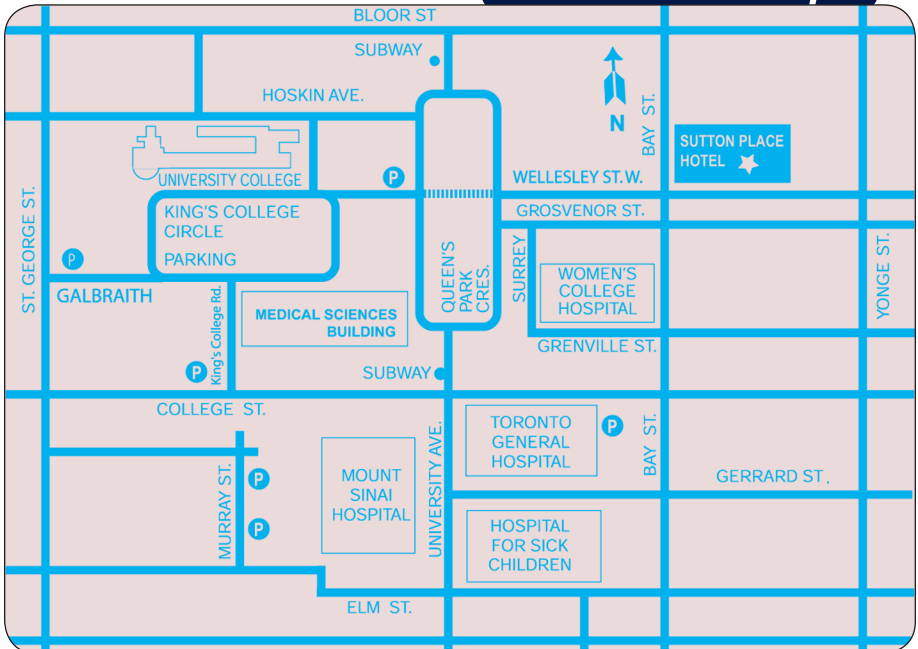 BLOOR ST
SUBWAY
HOSKIN AVE.
N
BAY ST.
SUTTON PLACE
HOTEL
UNIVERSITY COLLEGE
P
WELLESLEY ST.W.
KING'S COLLEGE
CIRCLE
PARKING
GROSVENOR ST.
ST. GEORGE ST.
P
GALBRAITH
QUEEN'S
PARK
CRES.
SURREY
WOMEN'S
COLLEGE
HOSPITAL
YONGE ST.
King's College Rd.
MEDICAL SCIENCES
BUILDING
GRENVILLE ST.
P
SUBWAY
COLLEGE ST.
UNIVERSITY AVE.
TORONTO
GENERAL
HOSPITAL
P
BAY ST.
MURRAY ST.
P
P
MOUNT
SINAI
HOSPITAL
GERRARD ST.
HOSPITAL
FOR SICK
CHILDREN
ELM ST.